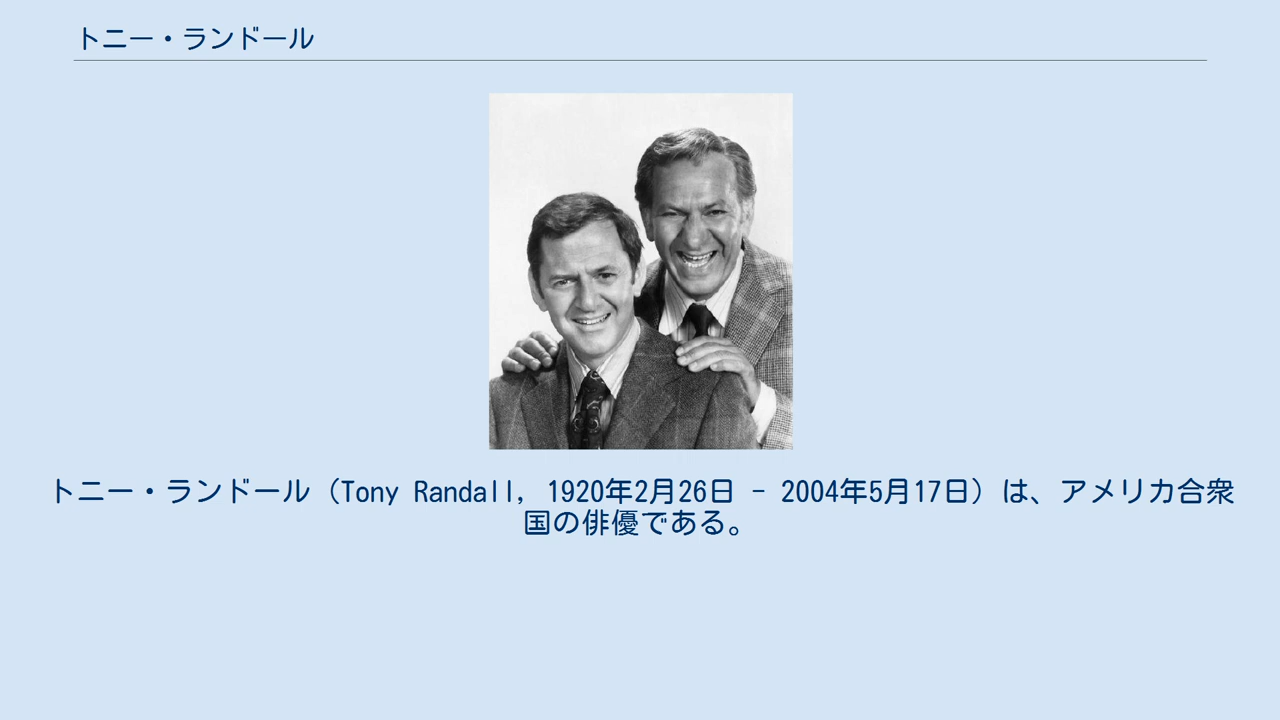 トニー・ランドール
トニー・ランドール（Tony Randall, 1920年2月26日 - 2004年5月17日）は、アメリカ合衆
国の俳優である。